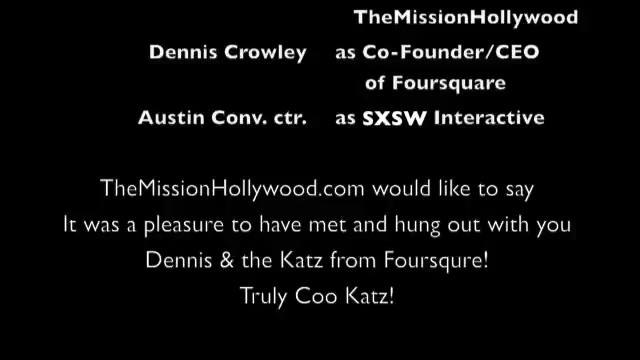 TheMissionHollywood
Dennis Crowley as Co-Founder/CEO
of Foursquare
Austin Conv. ctr. as SXSW Interactive
TheMissionHollywood.com would like to say
It was a pleasure to have met and hung out with you
Dennis & the Katz from Foursqure!
Truly Coo Katz!